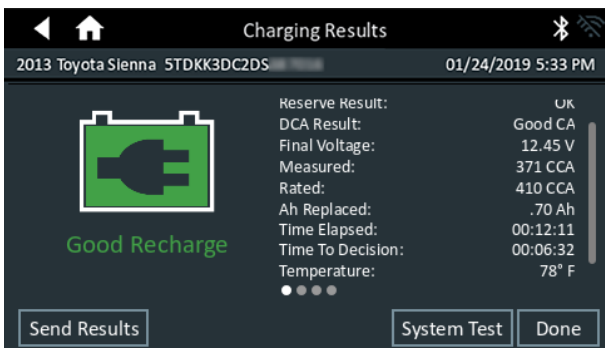 Charging Results
2013 Toyota Sienna 5TDKK3DC2DS 01/24/2019 5:33 PM
Reserve Result: OK
DCA Result: Good CA
Final Voltage: 12.45 V
Measured: 371 CCA
Rated: 410 CCA
Ah Replaced: .70 Ah
Time Elapsed: 00:12:11
Time To Decision: 00:06:32
Temperature: 78° F
Good Recharge
Send Results System Test Done